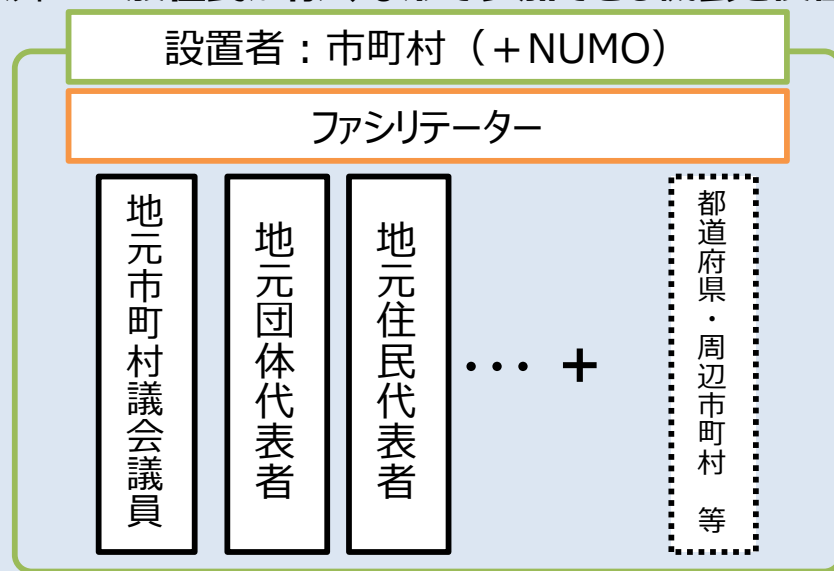 設置者：市町村（+NUMO）
ファシリテーター
地元市町村議会議員
地元団体代表者
地元住民代表者
・・・ +
都道府県・周辺市町村 等